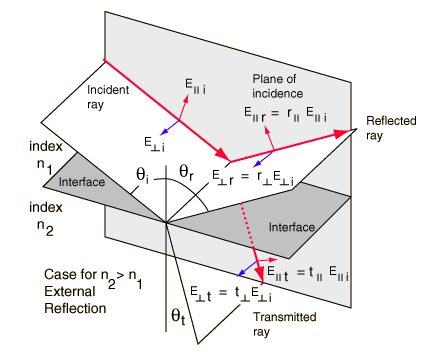 Incident
ray
E∥i
Plane of
incidence
E∥r = r∥ E∥i
Reflected
ray
E⊥i
index
n1
Interface
θi
θr
E⊥r = r⊥E⊥i
index
n2
Interface
Case for n2> n1
External
Reflection
E∥t = t∥ E∥i
E⊥t = t⊥E⊥i
θt
Transmitted
ray